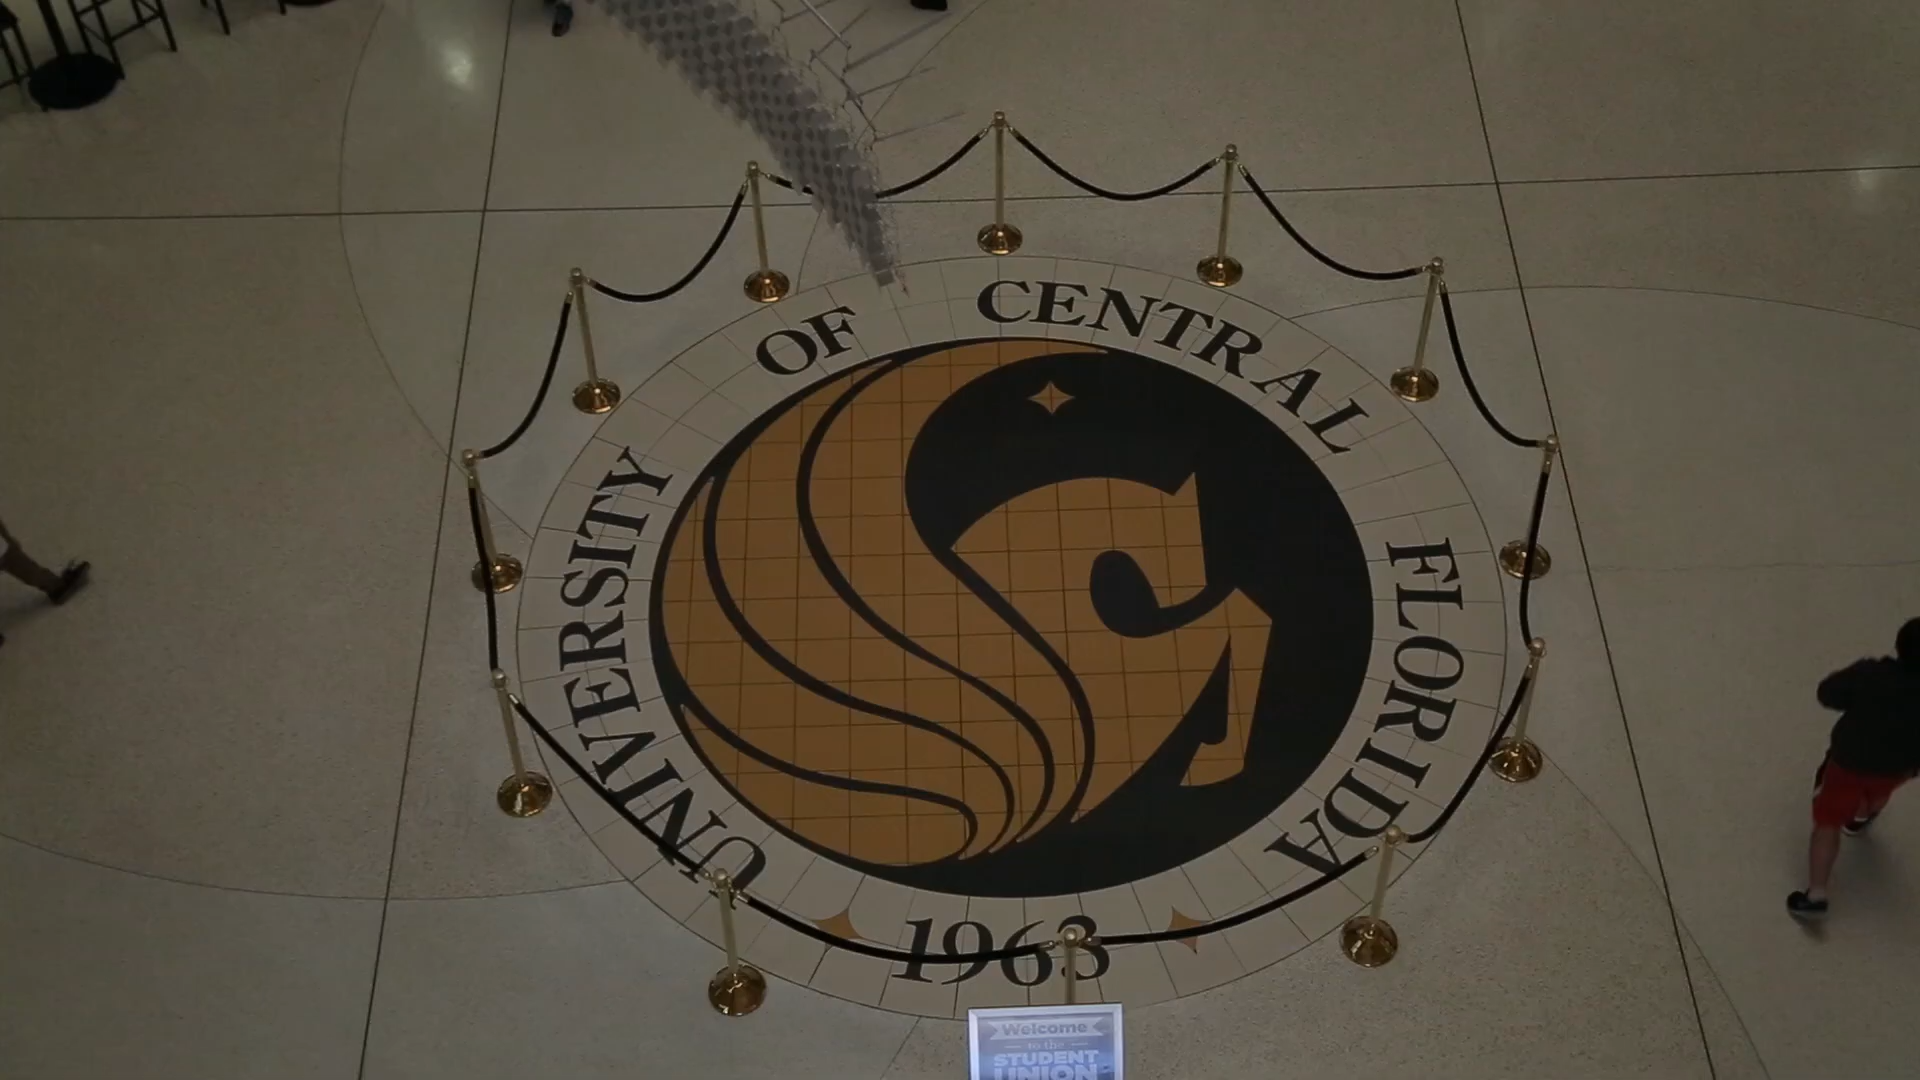 UNIVERSITY OF CENTRAL FLORIDA
1963
Welcome
to the
STUDENT
UNION